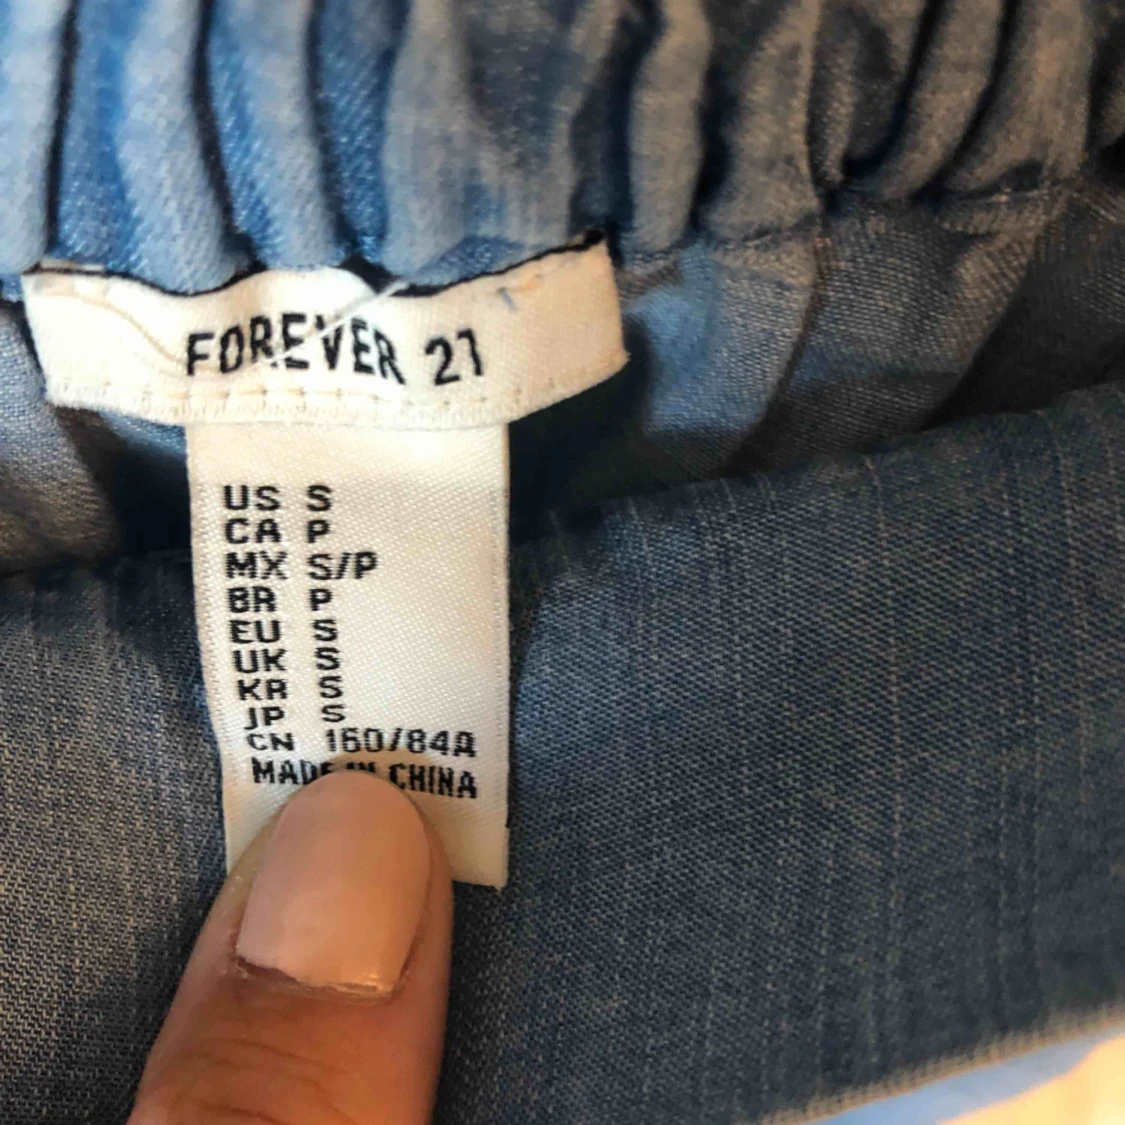 FOREVER 21
US S
CA P
MX S/P
BR P
EU S
UK S
KR S
JP S
CN 160/84A
MADE IN CHINA